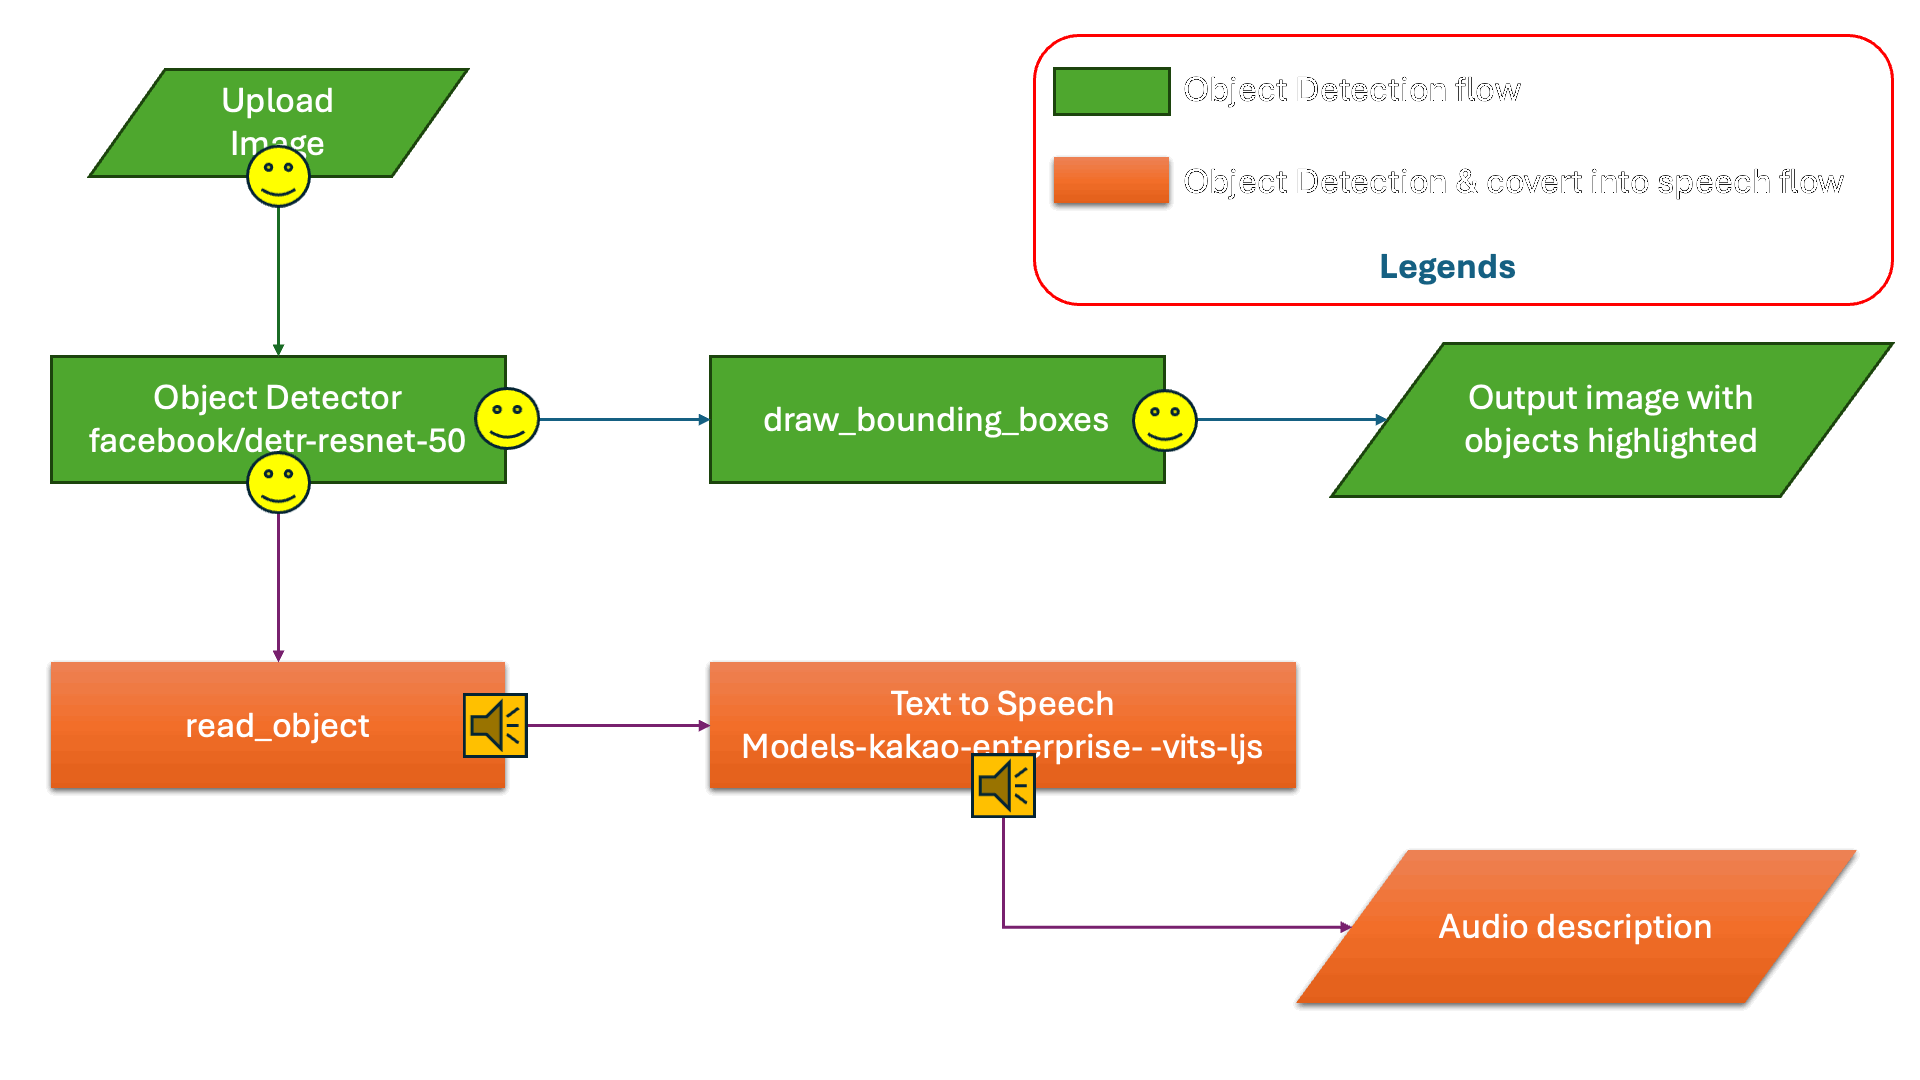 Upload
Image
Object Detection flow
Object Detection & covert into speech flow
Legends
Object Detector
facebook/detr-resnet-50
draw_bounding_boxes
Output image with
objects highlighted
read_object
Text to Speech
Models-kakao-enterprise- -vits-ljs
Audio description